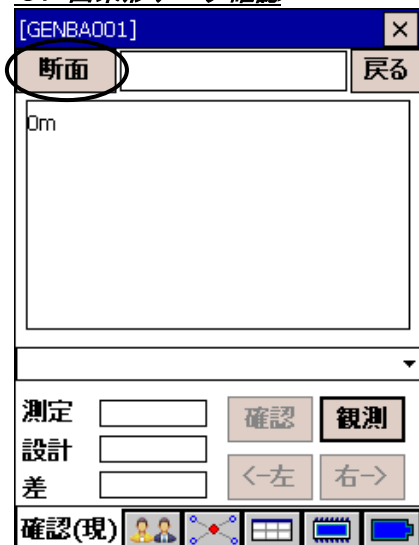 [GENBA001]
断面
戻る
0m
測定
確認
観測
設計
差
<-左
右->
確認(現)